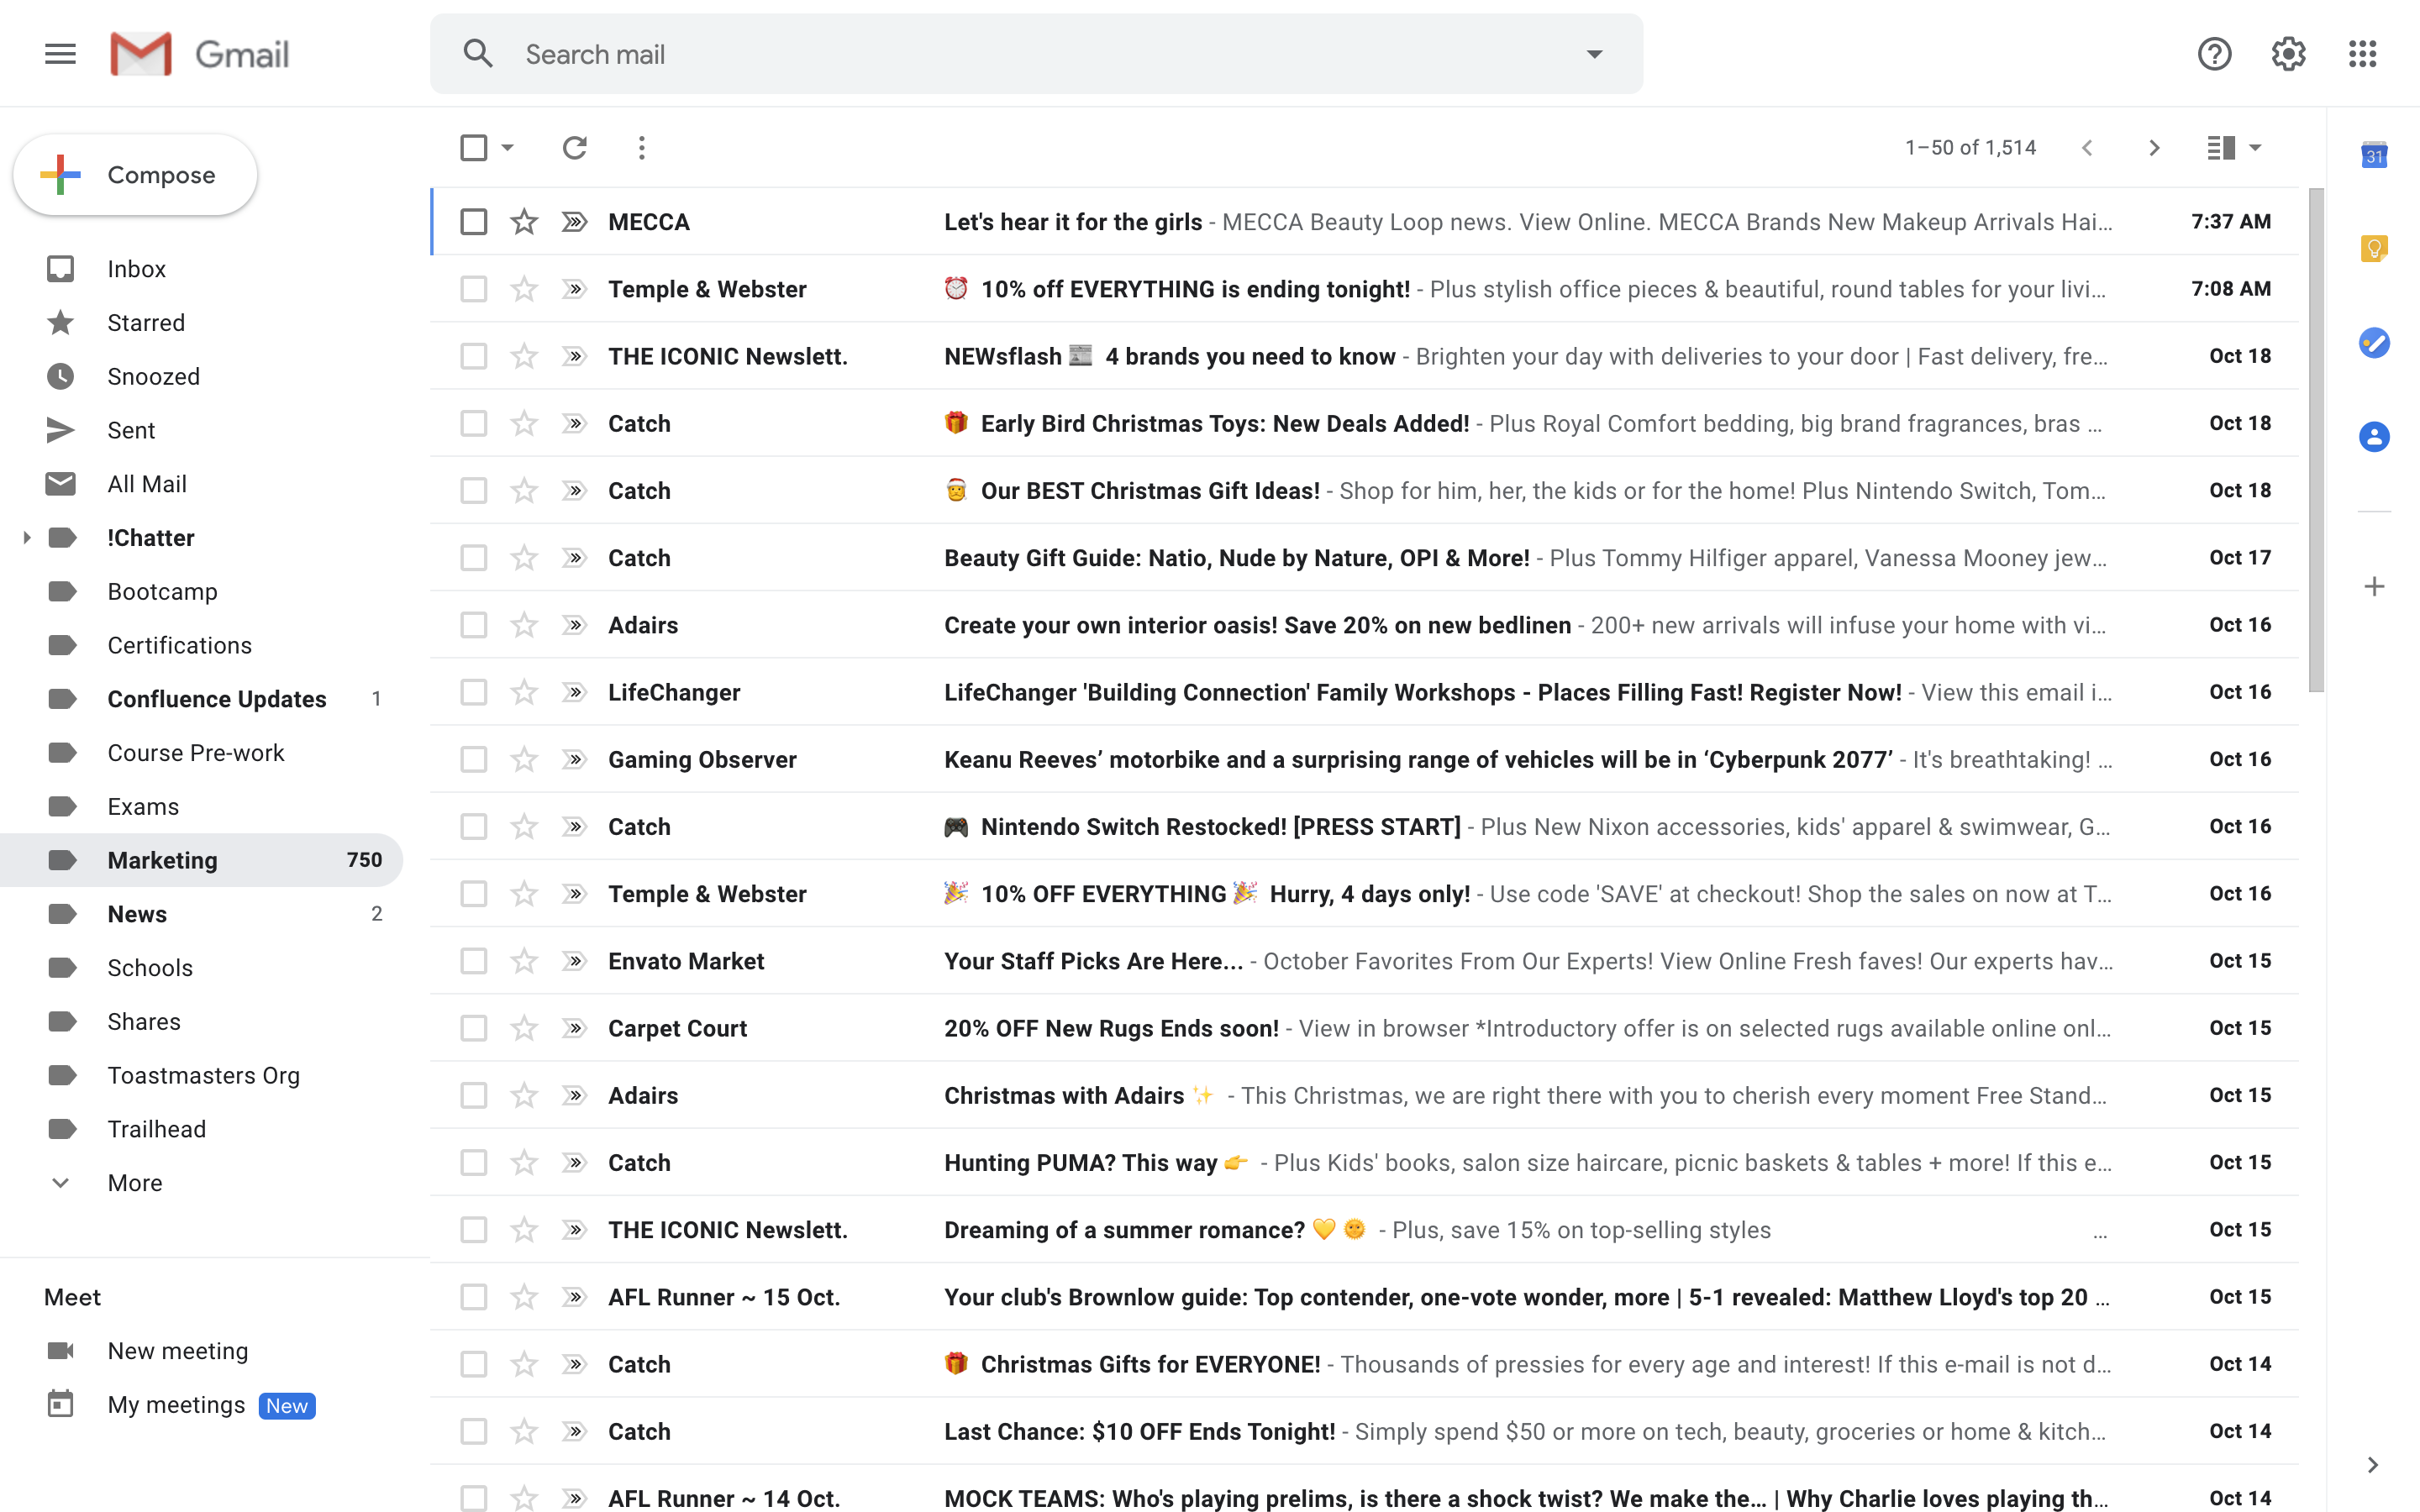 Gmail
Search mail
Compose
Inbox
Starred
Snoozed
Sent
All Mail
!Chatter
Bootcamp
Certifications
Confluence Updates 1
Course Pre-work
Exams
Marketing 750
News 2
Schools
Shares
Toastmasters Org
Trailhead
More
Meet
New meeting
My meetings New
1–50 of 1,514
MECCA Let's hear it for the girls - MECCA Beauty Loop news. View Online. MECCA Brands New Makeup Arrivals Hai… 7:37 AM
Temple & Webster ⏰ 10% off EVERYTHING is ending tonight! - Plus stylish office pieces & beautiful, round tables for your livi… 7:08 AM
THE ICONIC Newslett. NEWsflash 📰 4 brands you need to know - Brighten your day with deliveries to your door | Fast delivery, fre… Oct 18
Catch 🎁 Early Bird Christmas Toys: New Deals Added! - Plus Royal Comfort bedding, big brand fragrances, bras … Oct 18
Catch 🎅 Our BEST Christmas Gift Ideas! - Shop for him, her, the kids or for the home! Plus Nintendo Switch, Tom… Oct 18
Catch Beauty Gift Guide: Natio, Nude by Nature, OPI & More! - Plus Tommy Hilfiger apparel, Vanessa Mooney jew… Oct 17
Adairs Create your own interior oasis! Save 20% on new bedlinen - 200+ new arrivals will infuse your home with vi… Oct 16
LifeChanger LifeChanger 'Building Connection' Family Workshops - Places Filling Fast! Register Now! - View this email i… Oct 16
Gaming Observer Keanu Reeves’ motorbike and a surprising range of vehicles will be in ‘Cyberpunk 2077’ - It's breathtaking! … Oct 16
Catch 🎮 Nintendo Switch Restocked! [PRESS START] - Plus New Nixon accessories, kids' apparel & swimwear, G… Oct 16
Temple & Webster 🎉 10% OFF EVERYTHING 🎉 Hurry, 4 days only! - Use code 'SAVE' at checkout! Shop the sales on now at T… Oct 16
Envato Market Your Staff Picks Are Here... - October Favorites From Our Experts! View Online Fresh faves! Our experts hav… Oct 15
Carpet Court 20% OFF New Rugs Ends soon! - View in browser *Introductory offer is on selected rugs available online onl… Oct 15
Adairs Christmas with Adairs ✨ - This Christmas, we are right there with you to cherish every moment Free Stand… Oct 15
Catch Hunting PUMA? This way 👉 - Plus Kids' books, salon size haircare, picnic baskets & tables + more! If this e… Oct 15
THE ICONIC Newslett. Dreaming of a summer romance? 💛 🌞 - Plus, save 15% on top-selling styles … Oct 15
AFL Runner ~ 15 Oct. Your club's Brownlow guide: Top contender, one-vote wonder, more | 5-1 revealed: Matthew Lloyd's top 20 … Oct 15
Catch 🎁 Christmas Gifts for EVERYONE! - Thousands of pressies for every age and interest! If this e-mail is not d… Oct 14
Catch Last Chance: $10 OFF Ends Tonight! - Simply spend $50 or more on tech, beauty, groceries or home & kitch… Oct 14
AFL Runner ~ 14 Oct. MOCK TEAMS: Who's playing prelims, is there a shock twist? We make the… | Why Charlie loves playing th… Oct 14
31